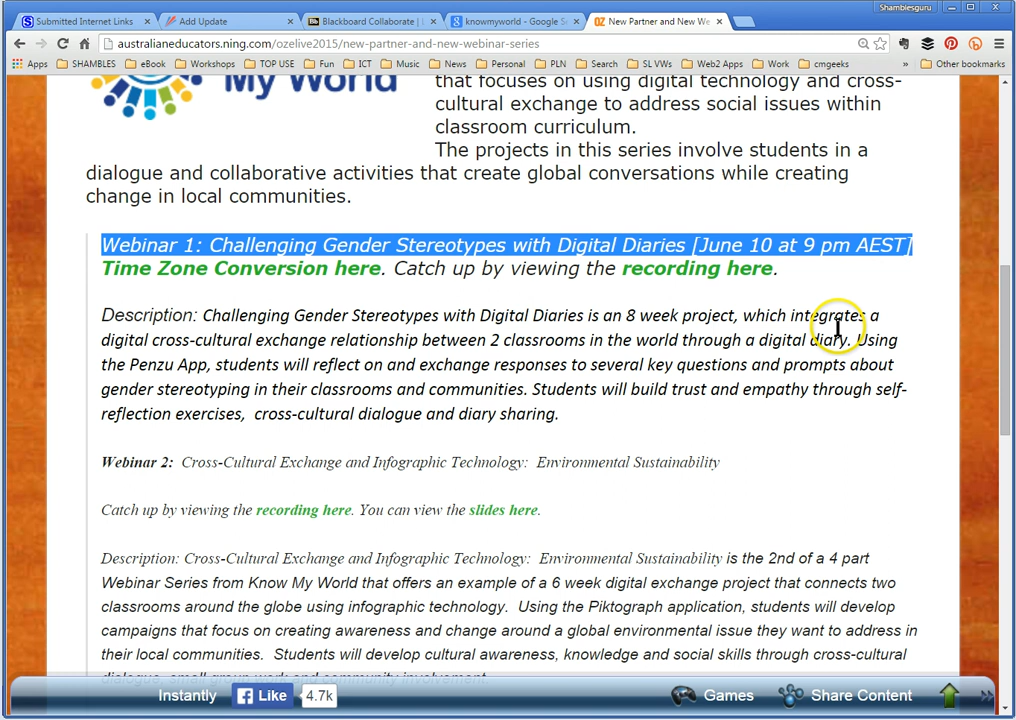 Shamblesguru
Submitted Internet Links
Add Update
Blackboard Collaborate |
knowmyworld - Google S
New Partner and New We
australianeducators.ning.com/ozelive2015/new-partner-and-new-webinar-series
Apps SHAMBLES eBook Workshops TOP USE Fun ICT Music News Personal PLN Search SL VWs Web2 Apps Work cmgeeks » Other bookmarks
My World
that focuses on using digital technology and cross-
cultural exchange to address social issues within
classroom curriculum.
The projects in this series involve students in a
dialogue and collaborative activities that create global conversations while creating
change in local communities.
Webinar 1: Challenging Gender Stereotypes with Digital Diaries [June 10 at 9 pm AEST]
Time Zone Conversion here. Catch up by viewing the recording here.
Description: Challenging Gender Stereotypes with Digital Diaries is an 8 week project, which integrates a
digital cross-cultural exchange relationship between 2 classrooms in the world through a digital diary. Using
the Penzu App, students will reflect on and exchange responses to several key questions and prompts about
gender stereotyping in their classrooms and communities. Students will build trust and empathy through self-
reflection exercises, cross-cultural dialogue and diary sharing.
Webinar 2: Cross-Cultural Exchange and Infographic Technology: Environmental Sustainability
Catch up by viewing the recording here. You can view the slides here.
Description: Cross-Cultural Exchange and Infographic Technology: Environmental Sustainability is the 2nd of a 4 part
Webinar Series from Know My World that offers an example of a 6 week digital exchange project that connects two
classrooms around the globe using infographic technology. Using the Piktograph application, students will develop
campaigns that focus on creating awareness and change around a global environmental issue they want to address in
their local communities. Students will develop cultural awareness, knowledge and social skills through cross-cultural
dialogue, small group work and community involvement.
Instantly Like 4.7k Games Share Content